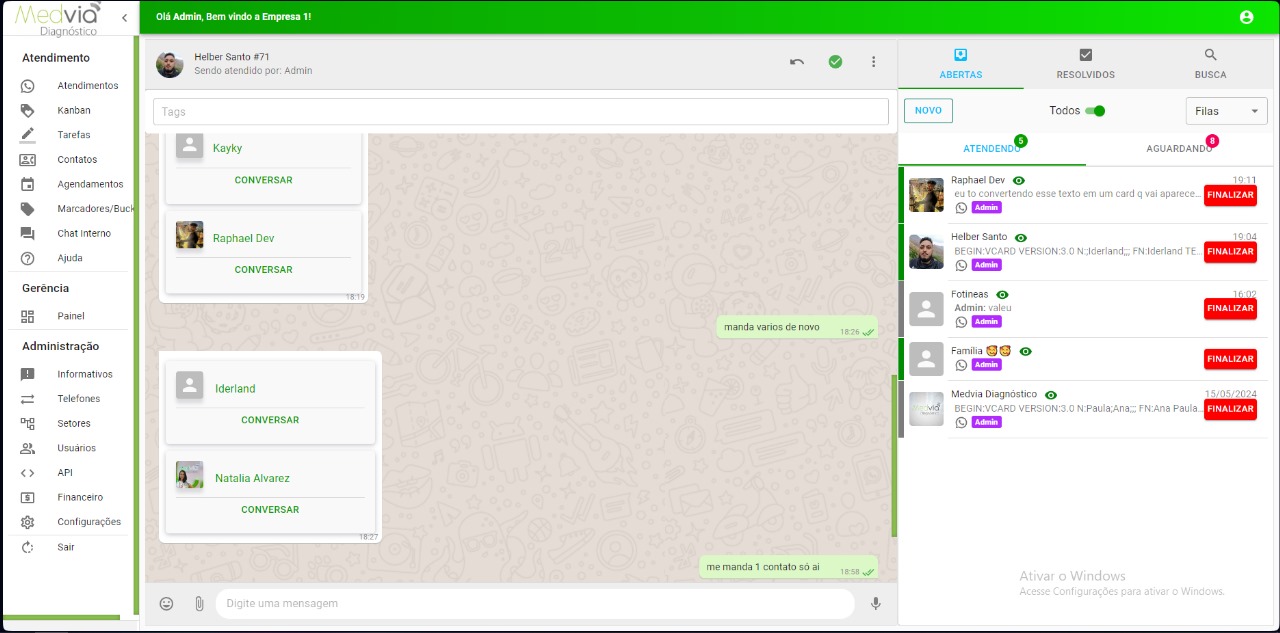 Medvia
Diagnóstico
Olá Admin, Bem vindo a Empresa 1!
Atendimento
Atendimentos
Kanban
Tarefas
Contatos
Agendamentos
Marcadores/Buck
Chat Interno
Ajuda
Gerência
Painel
Administração
Informativos
Telefones
Setores
Usuários
API
Financeiro
Configurações
Sair
Helber Santo #71
Sendo atendido por: Admin
Tags
Kayky
CONVERSAR
Raphael Dev
CONVERSAR
18:19
manda varios de novo
18:26
Iderland
CONVERSAR
Natalia Alvarez
CONVERSAR
18:27
me manda 1 contato só ai
18:58
Digite uma mensagem
ABERTAS
RESOLVIDOS
BUSCA
NOVO
Todos
Filas
ATENDENDO 5
AGUARDANDO 8
Raphael Dev
19:11
eu to convertendo esse texto em um card q vai aparece...
FINALIZAR
Admin
Helber Santo
19:04
BEGIN:VCARD VERSION:3.0 N:;Iderland;;; FN:Iderland TE...
FINALIZAR
Admin
Fotineas
16:02
Admin: valeu
FINALIZAR
Admin
Família 🥰🥰
FINALIZAR
Admin
Medvia Diagnóstico
15/05/2024
BEGIN:VCARD VERSION:3.0 N:Paula;Ana;;; FN:Ana Paula...
FINALIZAR
Admin
Ativar o Windows
Acesse Configurações para ativar o Windows.